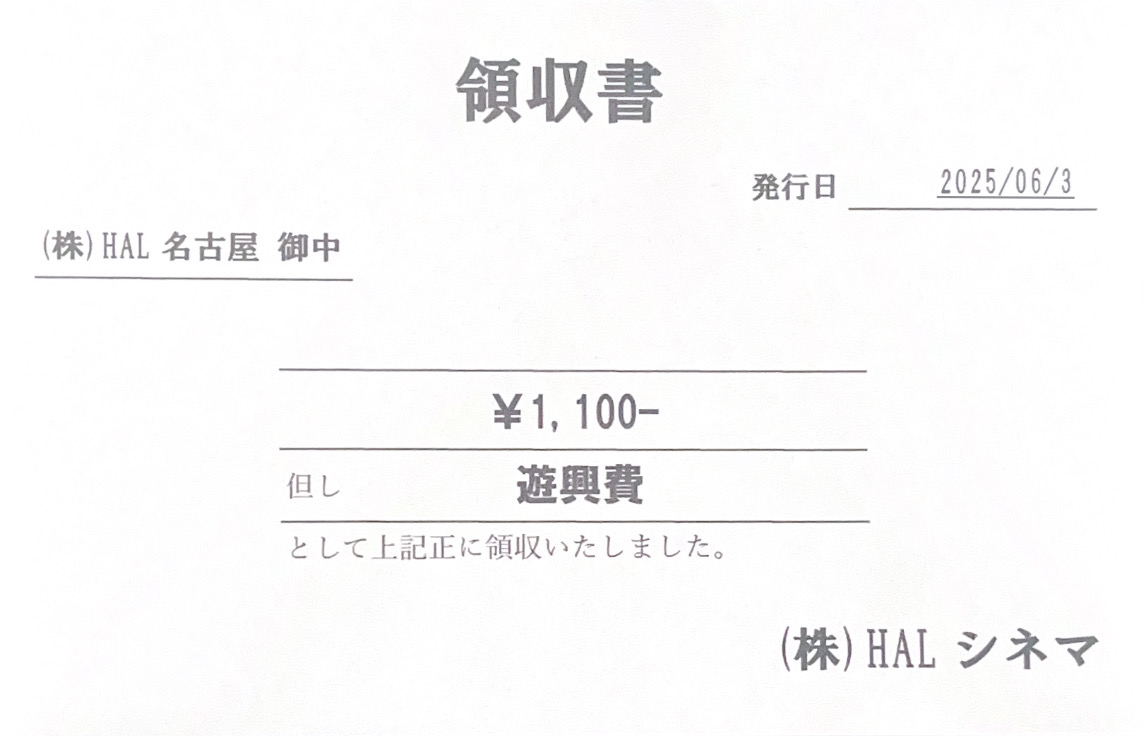 領収書
発行日 2025/06/3
(株)HAL 名古屋 御中
¥1,100-
但し 遊興費
として上記正に領収いたしました。
(株)HAL シネマ